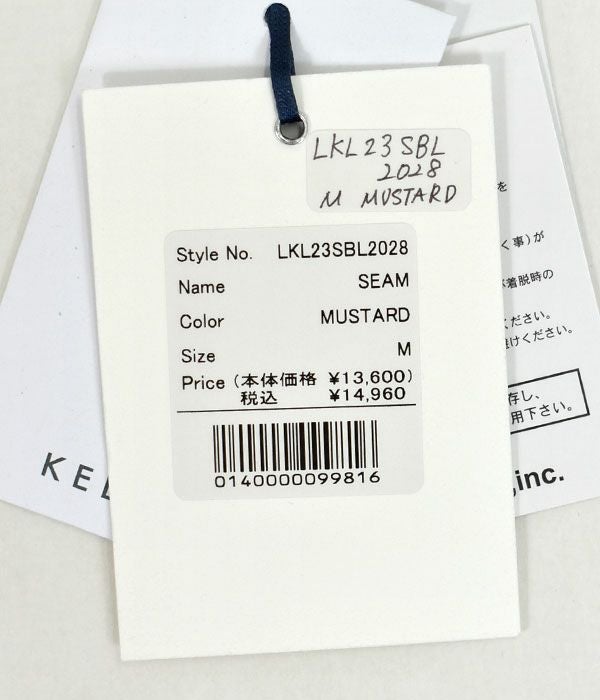 LKL23SBL
2028
M MUSTARD
Style No. LKL23SBL2028
Name SEAM
Color MUSTARD
Size M
Price (本体価格 ¥13,600)
税込 ¥14,960
0140000099816
を
く事)が
着脱時の
ください。
けください。
存し、
用下さい。
inc.